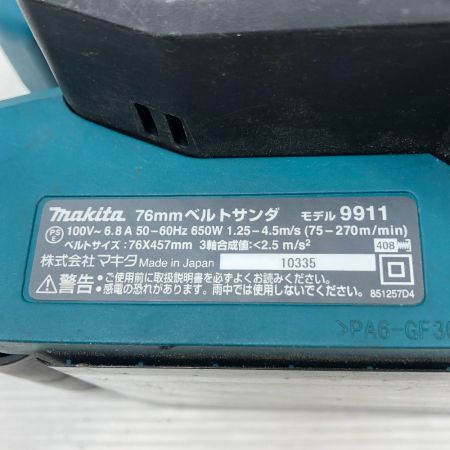 makita 76mmベルトサンダ モデル 9911
PSE 100V~ 6.8A 50-60Hz 650W 1.25-4.5m/s (75-270m/min)
ベルトサイズ:76X457mm 3軸合成値:<2.5 m/s² 408
株式会社 マキタ Made in Japan 10335
警告・ご使用前に取扱説明書を必ずよくお読みください。
・感電の恐れがあります。雨中では使用しないでください。
851257D4
>PA6-GF30